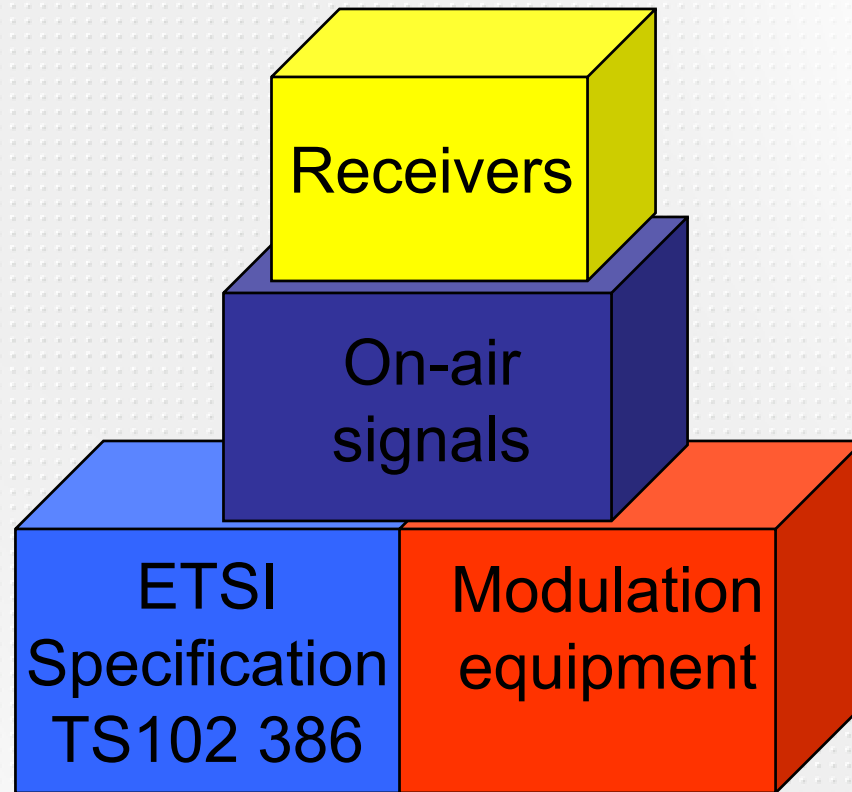 Receivers
On-air
signals
ETSI
Specification
TS102 386
Modulation
equipment